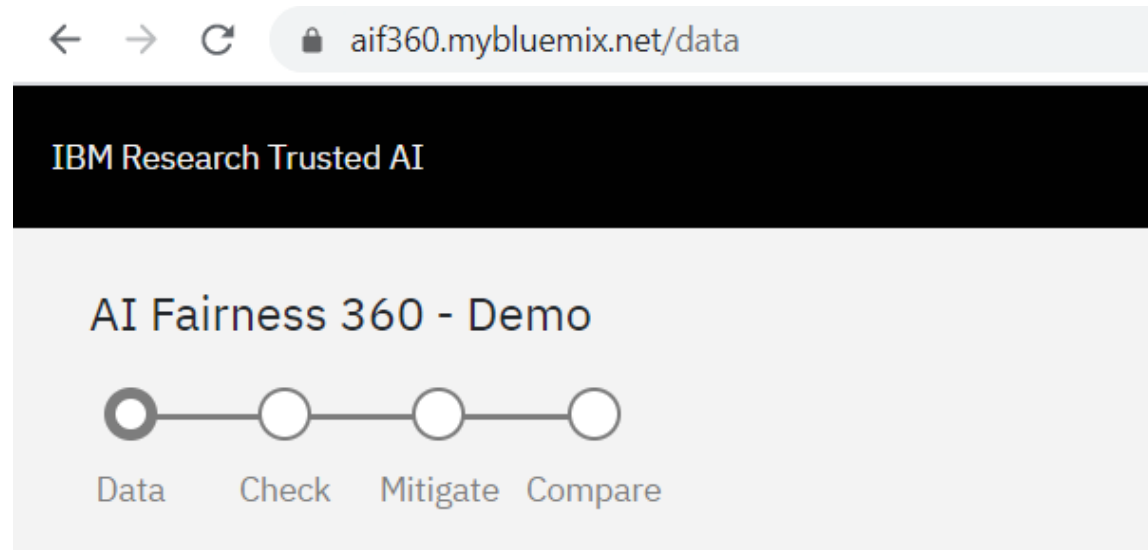 aif360.mybluemix.net/data
IBM Research Trusted AI
AI Fairness 360 - Demo
Data Check Mitigate Compare